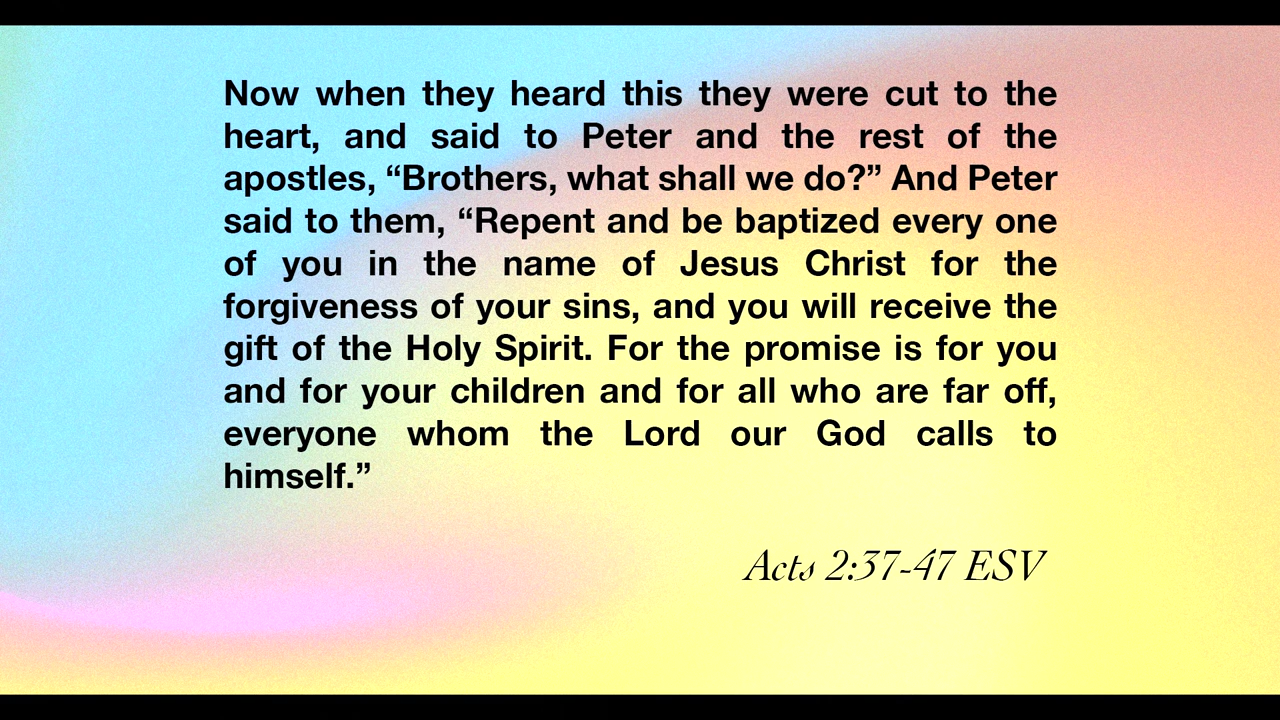 Now when they heard this they were cut to the
heart, and said to Peter and the rest of the
apostles, “Brothers, what shall we do?” And Peter
said to them, “Repent and be baptized every one
of you in the name of Jesus Christ for the
forgiveness of your sins, and you will receive the
gift of the Holy Spirit. For the promise is for you
and for your children and for all who are far off,
everyone whom the Lord our God calls to
himself.”
Acts 2:37-47 ESV